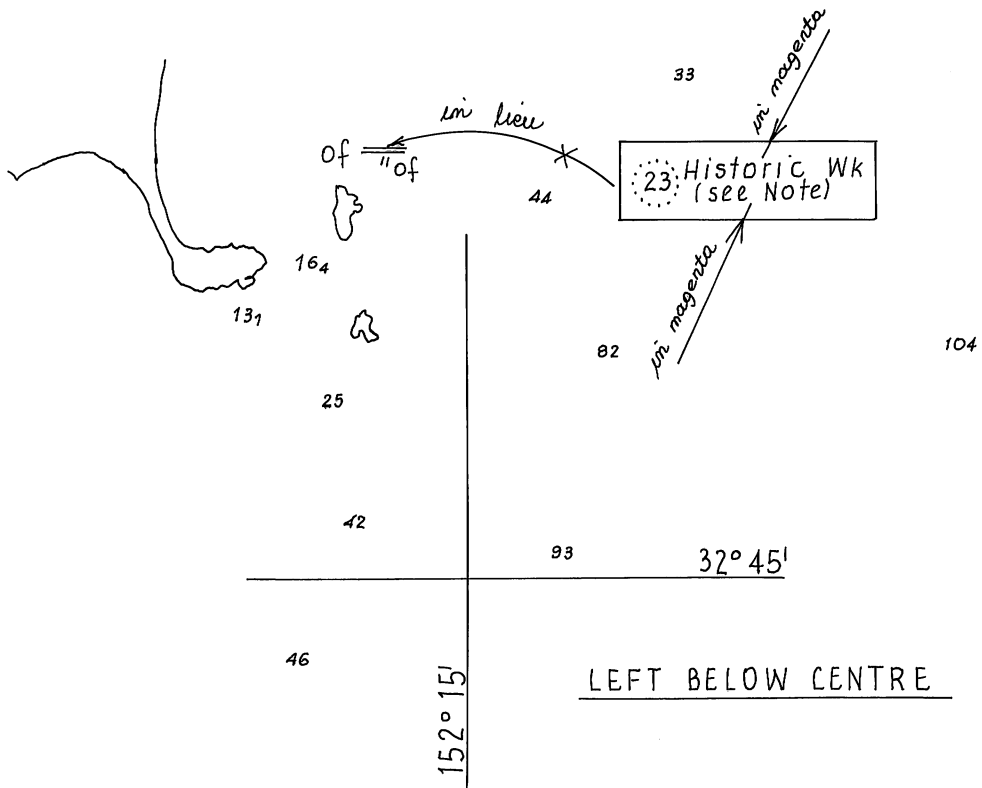 in magenta
33
in lieu
Of
"Of
23 Historic Wk
(see Note)
44
16₄
13₁
in magenta
82
104
25
42
93
32° 45'
46
152° 15'
LEFT BELOW CENTRE